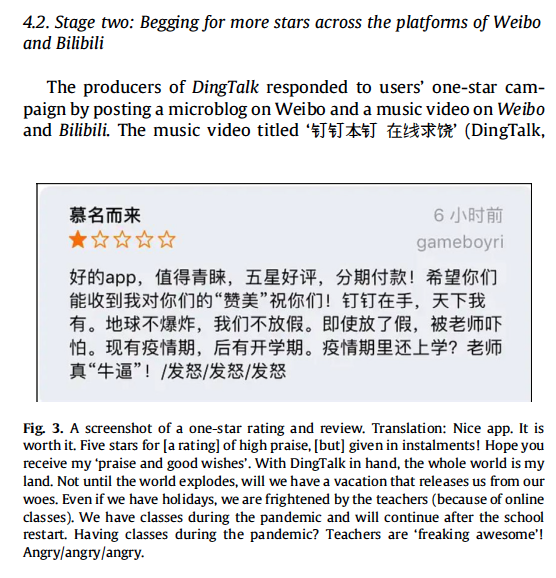 4.2. Stage two: Begging for more stars across the platforms of Weibo
and Bilibili
The producers of DingTalk responded to users' one-star cam-
paign by posting a microblog on Weibo and a music video on Weibo
and Bilibili. The music video titled ‘钉钉本钉 在线求饶’ (DingTalk,
慕名而来
6 小时前
gameboyri
好的app，值得青睐，五星好评，分期付款！希望你们
能收到我对你们的“赞美”祝你们！钉钉在手，天下我
有。地球不爆炸，我们不放假。即使放了假，被老师吓
怕。现有疫情期，后有开学期。疫情期里还上学？老师
真“牛逼”！/发怒/发怒/发怒
Fig. 3. A screenshot of a one-star rating and review. Translation: Nice app. It is
worth it. Five stars for [a rating] of high praise, [but] given in instalments! Hope you
receive my ‘praise and good wishes’. With DingTalk in hand, the whole world is my
land. Not until the world explodes, will we have a vacation that releases us from our
woes. Even if we have holidays, we are frightened by the teachers (because of online
classes). We have classes during the pandemic and will continue after the school
restart. Having classes during the pandemic? Teachers are ‘freaking awesome’!
Angry/angry/angry.